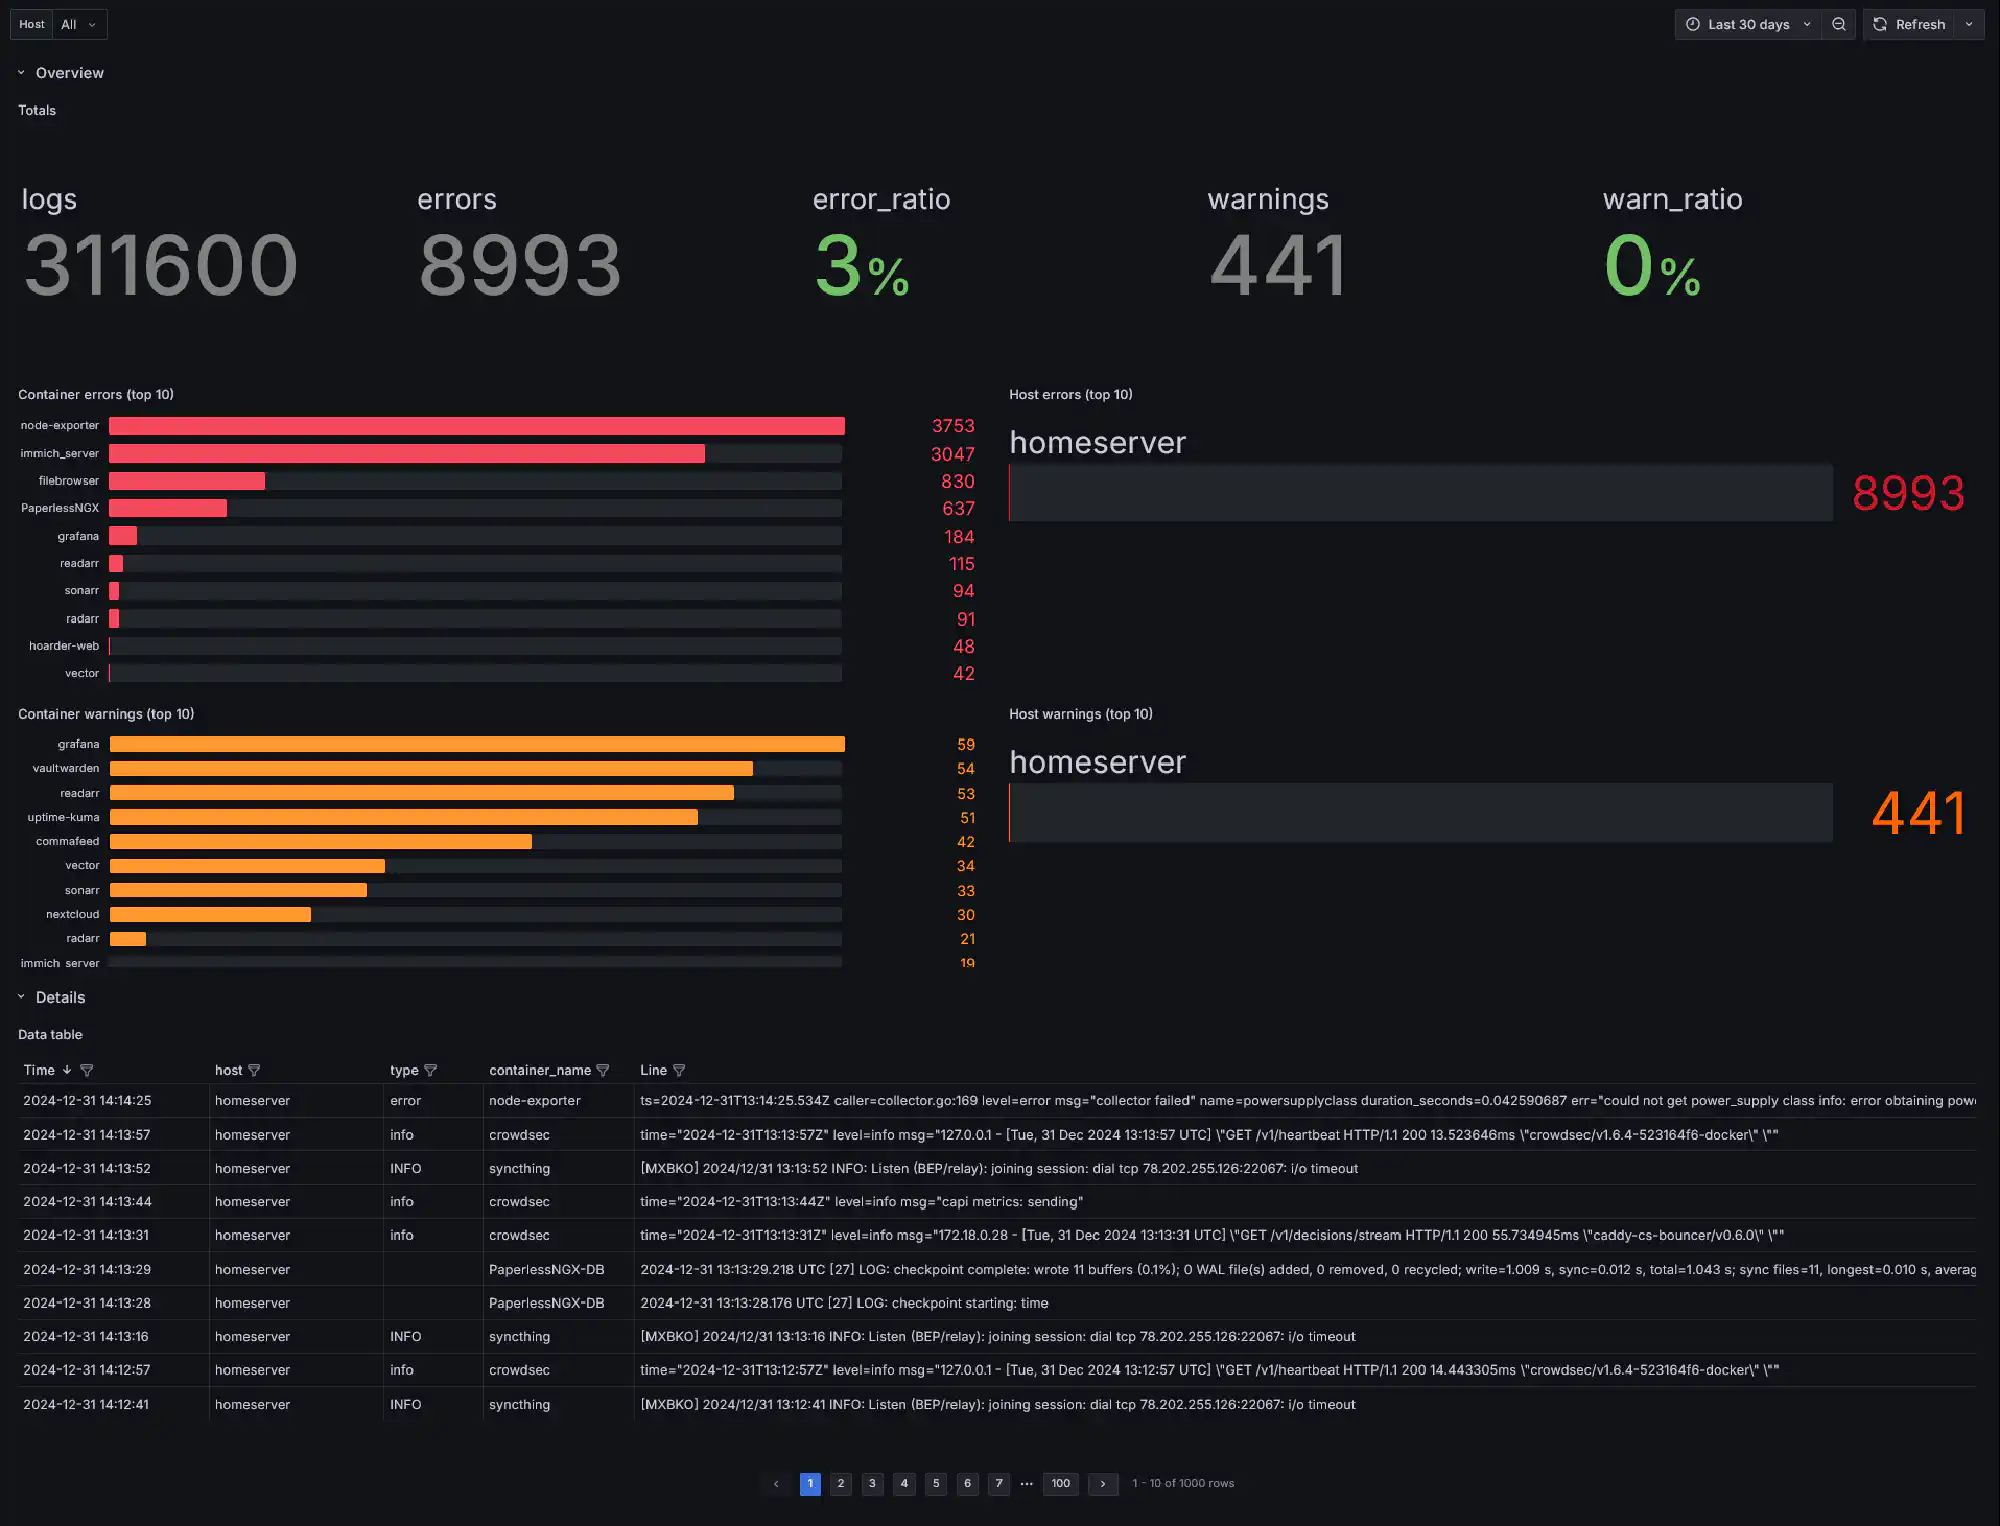 Host All Last 30 days Refresh
Overview
Totals
logs errors error_ratio warnings warn_ratio
311600 8993 3% 441 0%
Container errors (top 10)
node-exporter 3753
immich_server 3047
filebrowser 830
PaperlessNGX 637
grafana 184
readarr 115
sonarr 94
radarr 91
hoarder-web 48
vector 42
Host errors (top 10)
homeserver
8993
Container warnings (top 10)
grafana 59
vaultwarden 54
readarr 53
uptime-kuma 51
commafeed 42
vector 34
sonarr 33
nextcloud 30
radarr 21
immich_server 19
Host warnings (top 10)
homeserver
441
Details
Data table
Time host type container_name Line
2024-12-31 14:14:25 homeserver error node-exporter ts=2024-12-31T13:14:25.534Z caller=collector.go:169 level=error msg="collector failed" name=powersupplyclass duration_seconds=0.042590687 err="could not get power_supply class info: error obtaining powe
2024-12-31 14:13:57 homeserver info crowdsec time="2024-12-31T13:13:57Z" level=info msg="127.0.0.1 - [Tue, 31 Dec 2024 13:13:57 UTC] \"GET /v1/heartbeat HTTP/1.1 200 13.523646ms \"crowdsec/v1.6.4-523164f6-docker\" \""
2024-12-31 14:13:52 homeserver INFO syncthing [MXBKO] 2024/12/31 13:13:52 INFO: Listen (BEP/relay): joining session: dial tcp 78.202.255.126:22067: i/o timeout
2024-12-31 14:13:44 homeserver info crowdsec time="2024-12-31T13:13:44Z" level=info msg="capi metrics: sending"
2024-12-31 14:13:31 homeserver info crowdsec time="2024-12-31T13:13:31Z" level=info msg="172.18.0.28 - [Tue, 31 Dec 2024 13:13:31 UTC] \"GET /v1/decisions/stream HTTP/1.1 200 55.734945ms \"caddy-cs-bouncer/v0.6.0\" \""
2024-12-31 14:13:29 homeserver PaperlessNGX-DB 2024-12-31 13:13:29.218 UTC [27] LOG: checkpoint complete: wrote 11 buffers (0.1%); 0 WAL file(s) added, 0 removed, 0 recycled; write=1.009 s, sync=0.012 s, total=1.043 s; sync files=11, longest=0.010 s, averag
2024-12-31 14:13:28 homeserver PaperlessNGX-DB 2024-12-31 13:13:28.176 UTC [27] LOG: checkpoint starting: time
2024-12-31 14:13:16 homeserver INFO syncthing [MXBKO] 2024/12/31 13:13:16 INFO: Listen (BEP/relay): joining session: dial tcp 78.202.255.126:22067: i/o timeout
2024-12-31 14:12:57 homeserver info crowdsec time="2024-12-31T13:12:57Z" level=info msg="127.0.0.1 - [Tue, 31 Dec 2024 13:12:57 UTC] \"GET /v1/heartbeat HTTP/1.1 200 14.443305ms \"crowdsec/v1.6.4-523164f6-docker\" \""
2024-12-31 14:12:41 homeserver INFO syncthing [MXBKO] 2024/12/31 13:12:41 INFO: Listen (BEP/relay): joining session: dial tcp 78.202.255.126:22067: i/o timeout
1 2 3 4 5 6 7 ... 100 1 - 10 of 1000 rows